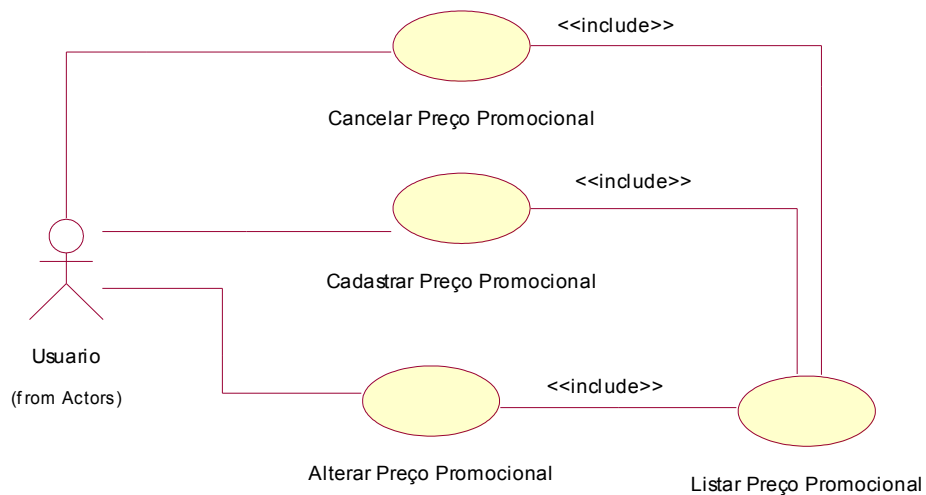 <<include>>
Cancelar Preço Promocional
<<include>>
Cadastrar Preço Promocional
Usuario
(from Actors)
<<include>>
Alterar Preço Promocional
Listar Preço Promocional